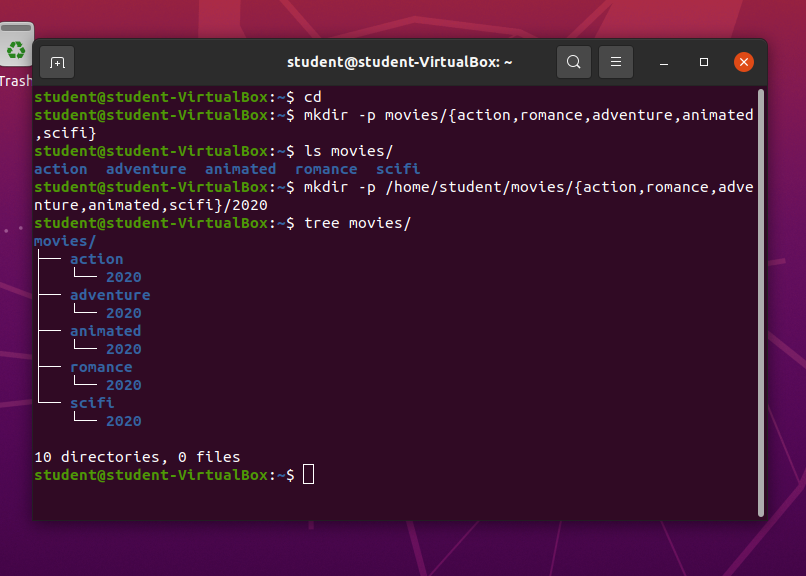 Trash
student@student-VirtualBox: ~
student@student-VirtualBox:~$ cd
student@student-VirtualBox:~$ mkdir -p movies/{action,romance,adventure,animated
,scifi}
student@student-VirtualBox:~$ ls movies/
action  adventure  animated  romance  scifi
student@student-VirtualBox:~$ mkdir -p /home/student/movies/{action,romance,adve
nture,animated,scifi}/2020
student@student-VirtualBox:~$ tree movies/
movies/
├── action
│   └── 2020
├── adventure
│   └── 2020
├── animated
│   └── 2020
├── romance
│   └── 2020
└── scifi
    └── 2020

10 directories, 0 files
student@student-VirtualBox:~$